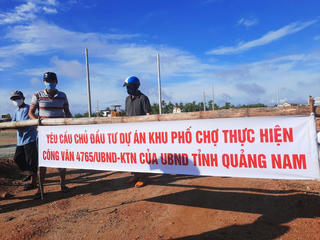 YÊU CẦU CHỦ ĐẦU TƯ DỰ ÁN KHU PHỐ CHỢ THỰC HIỆN
CÔNG VĂN 4765/UBND-KTN CỦA UBND TỈNH QUẢNG NAM